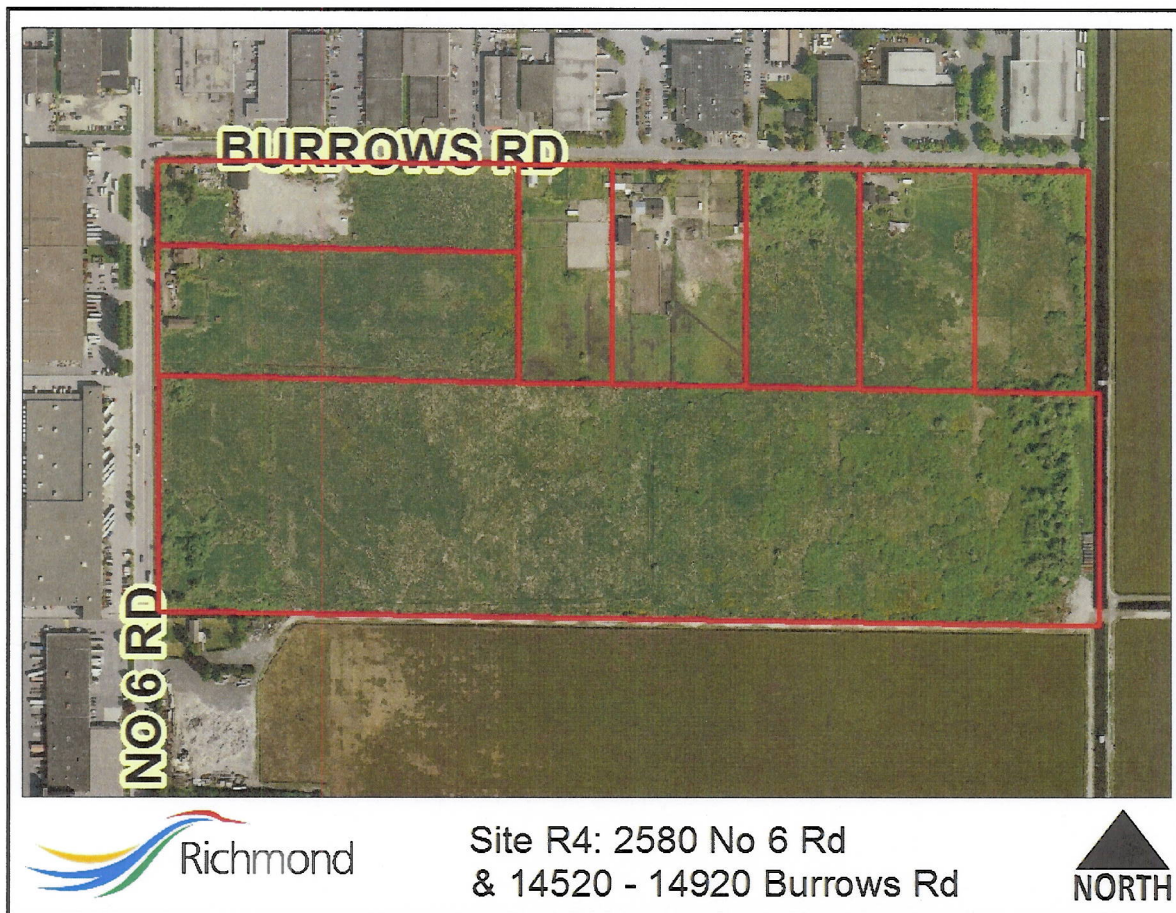 BURROWS RD
NO 6 RD
Richmond
Site R4: 2580 No 6 Rd
& 14520 - 14920 Burrows Rd
NORTH